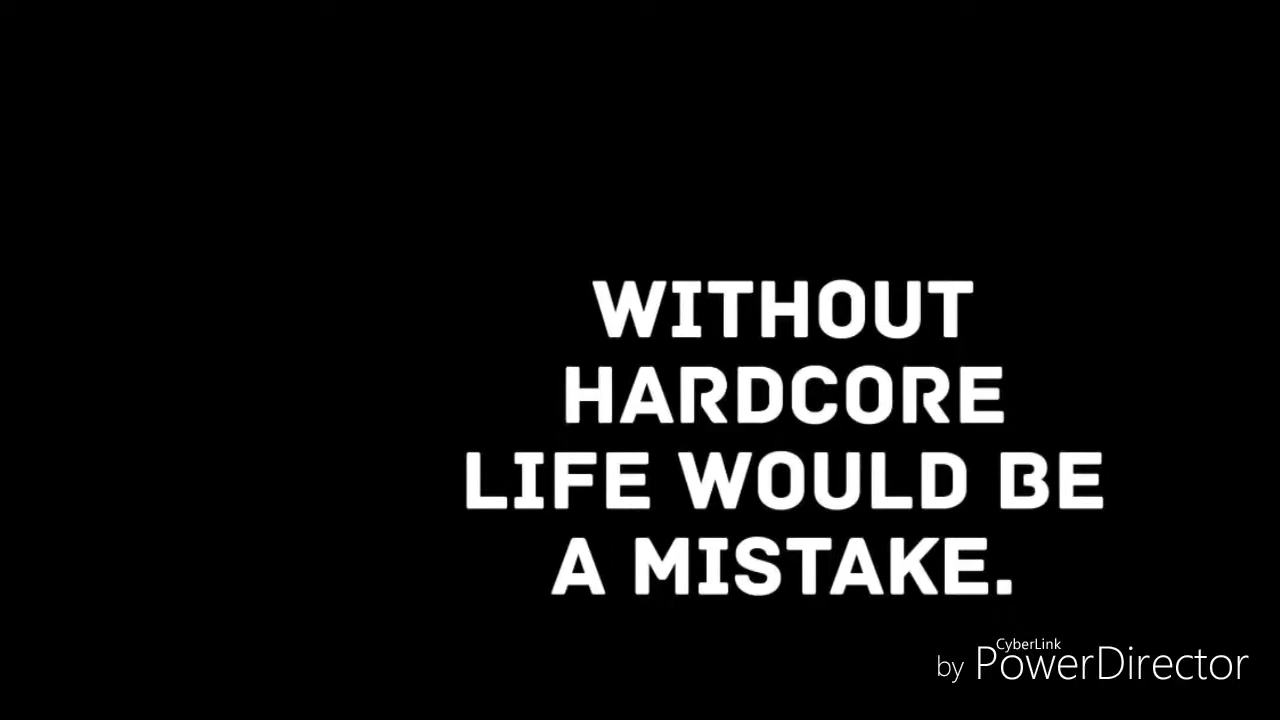 WITHOUT
HARDCORE
LIFE WOULD BE
A MISTAKE.
CyberLink
by PowerDirector